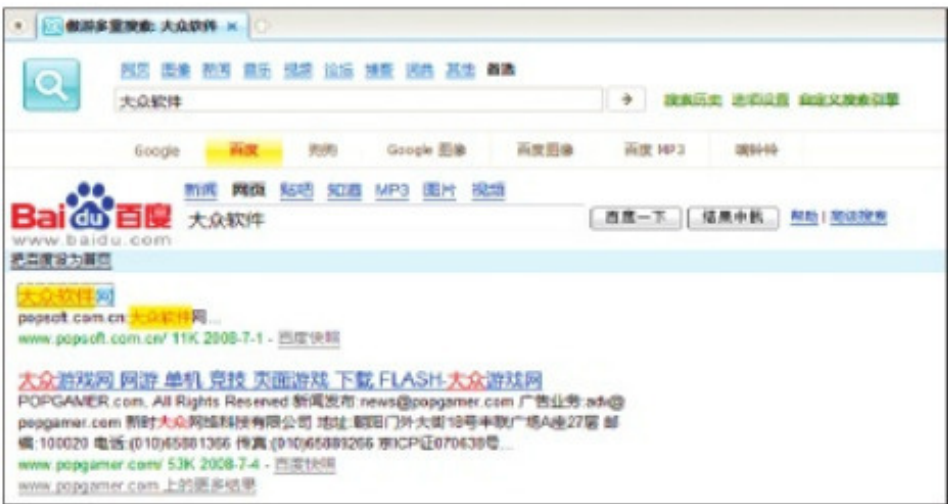 傲游多重搜索: 大众软件
网页 图像 新闻 音乐 视频 论坛 博客 词典 其他 首选
大众软件
搜索历史 选项设置 自定义搜索引擎
Google 百度 狗狗 Google 图像 百度图像 百度 MP3
新闻 网页 贴吧 知道 MP3 图片 视频
Bai du 百度 大众软件 百度一下 结果中找 帮助 | 高级搜索
www.baidu.com
把百度设为首页
大众软件网
popsoft.com.cn:大众软件网...
www.popsoft.com.cn/ 11K 2008-7-1 - 百度快照
大众游戏网 网游 单机 竞技 页面游戏 下载 FLASH-大众游戏网
POPGAMER.com, All Rights Reserved 新闻发布:news@popgamer.com 广告业务:adv@
popgamer.com 新时大众网络科技有限公司 地址:朝阳门外大街18号丰联广场A座27层 邮
编:100020 电话:(010)65881366 传真:(010)65889266 京ICP证070638号...
www.popgamer.com/ 53K 2008-7-4 - 百度快照
www.popgamer.com 上的更多结果